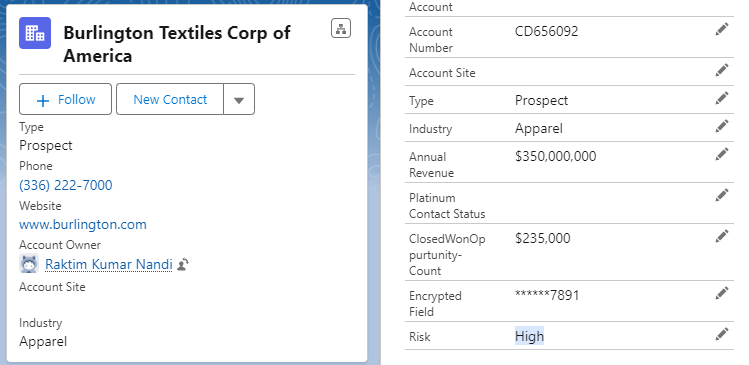 Burlington Textiles Corp of
America
Follow
New Contact
Type
Prospect
Phone
(336) 222-7000
Website
www.burlington.com
Account Owner
Raktim Kumar Nandi
Account Site
Industry
Apparel
Account
Account
Number
CD656092
Account Site
Type
Prospect
Industry
Apparel
Annual
Revenue
$350,000,000
Platinum
Contact Status
ClosedWonOp
purtunity-
Count
$235,000
Encrypted
Field
******7891
Risk
High